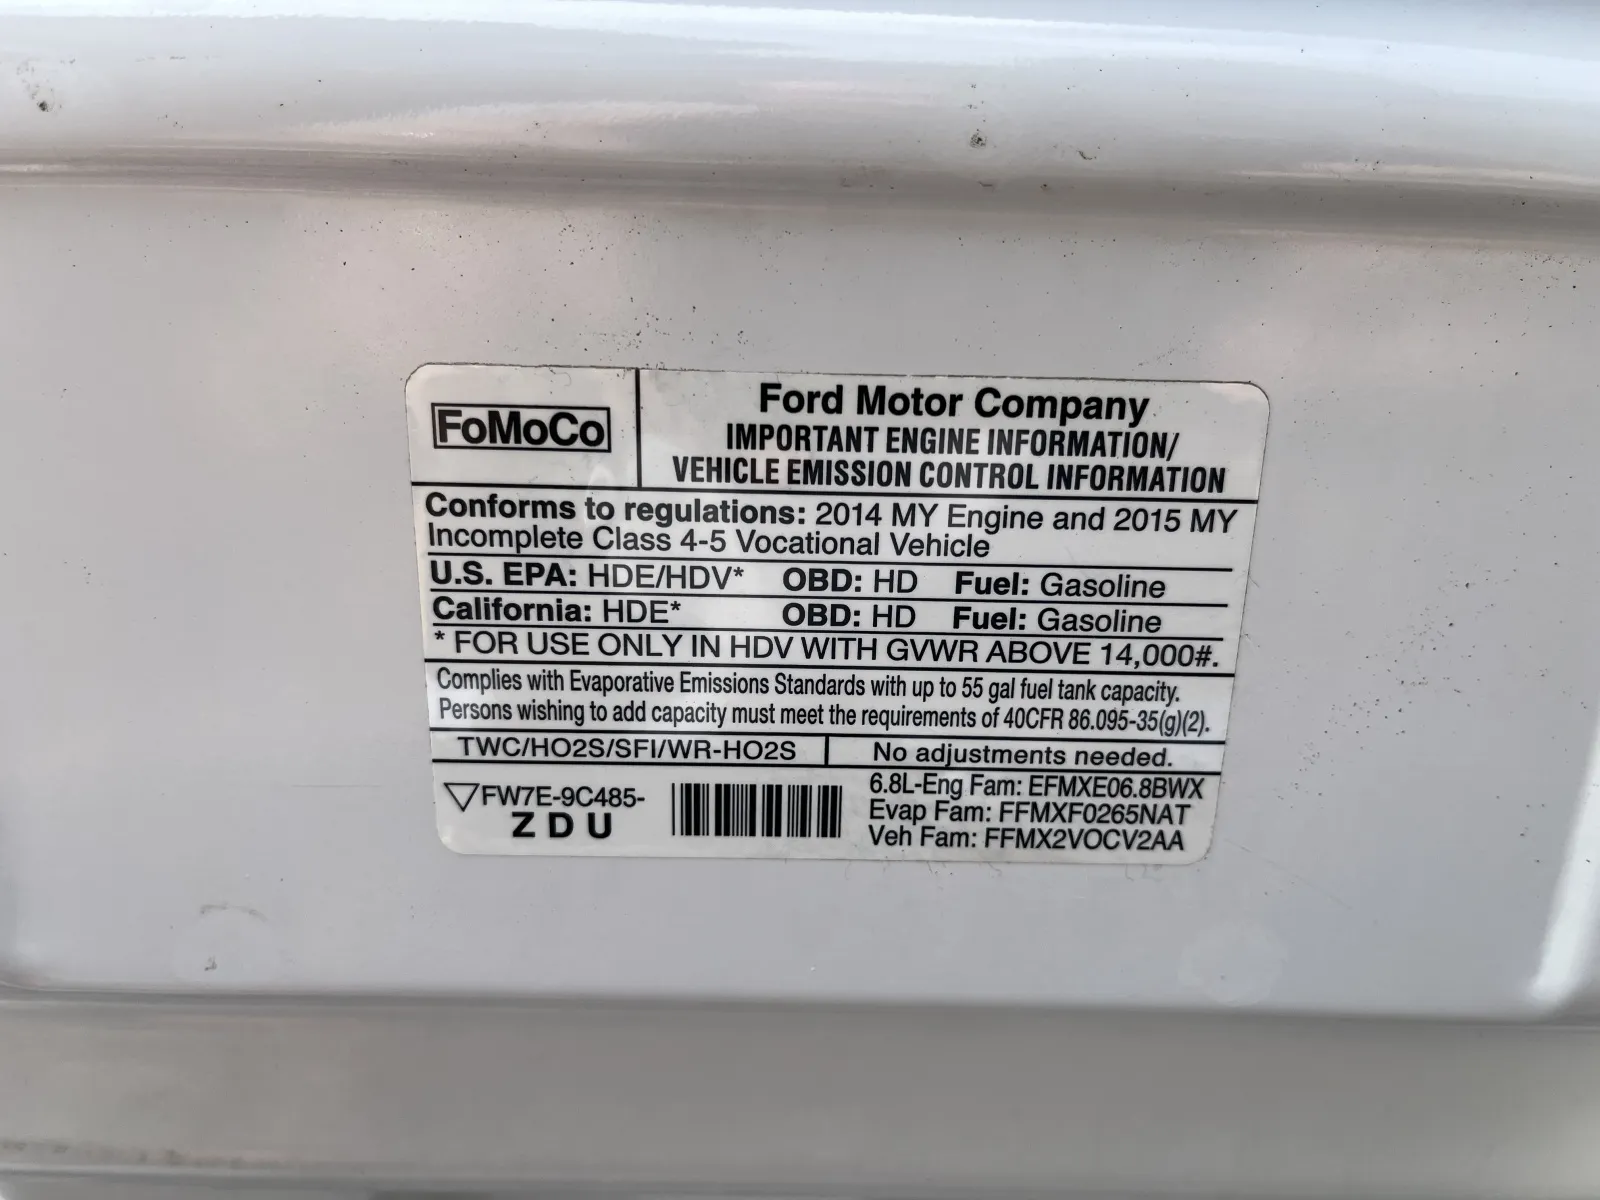 FoMoCo
Ford Motor Company
IMPORTANT ENGINE INFORMATION/
VEHICLE EMISSION CONTROL INFORMATION
Conforms to regulations: 2014 MY Engine and 2015 MY
Incomplete Class 4-5 Vocational Vehicle
U.S. EPA: HDE/HDV* OBD: HD Fuel: Gasoline
California: HDE* OBD: HD Fuel: Gasoline
* FOR USE ONLY IN HDV WITH GVWR ABOVE 14,000#.
Complies with Evaporative Emissions Standards with up to 55 gal fuel tank capacity.
Persons wishing to add capacity must meet the requirements of 40CFR 86.095-35(g)(2).
TWC/HO2S/SFI/WR-HO2S
No adjustments needed.
FW7E-9C485-
ZDU
6.8L-Eng Fam: EFMXE06.8BWX
Evap Fam: FFMXF0265NAT
Veh Fam: FFMX2VOCV2AA